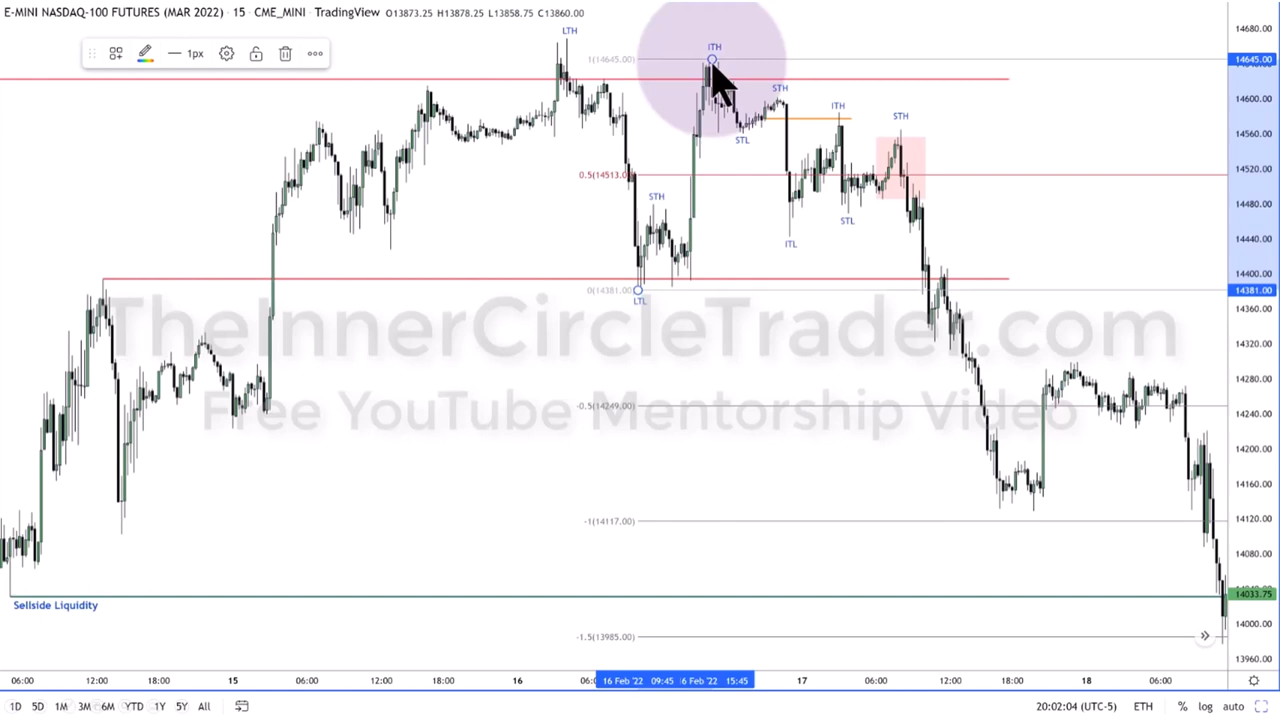 E-MINI NASDAQ-100 FUTURES (MAR 2022) · 15 · CME_MINI · TradingView O13873.25 H13878.25 L13858.75 C13860.00
1px
LTH
ITH
1(14645.00)
STH
ITH
STH
STL
0.5(14513.00)
STH
STL
ITL
0(14381.00)
LTL
TheInnerCircleTrader.com
Free YouTube Mentorship Video
-0.5(14249.00)
-1(14117.00)
Sellside Liquidity
-1.5(13985.00)
14680.00
14645.00
14600.00
14560.00
14520.00
14480.00
14440.00
14400.00
14381.00
14360.00
14320.00
14280.00
14240.00
14200.00
14160.00
14120.00
14080.00
14033.75
14000.00
13960.00
06:00 12:00 18:00 15 06:00 12:00 18:00 16 16 Feb '22 09:45 6 Feb '22 15:45 17 06:00 12:00 18:00 18 06:00
1D 5D 1M 3M 6M YTD 1Y 5Y All 20:02:04 (UTC-5) ETH % log auto